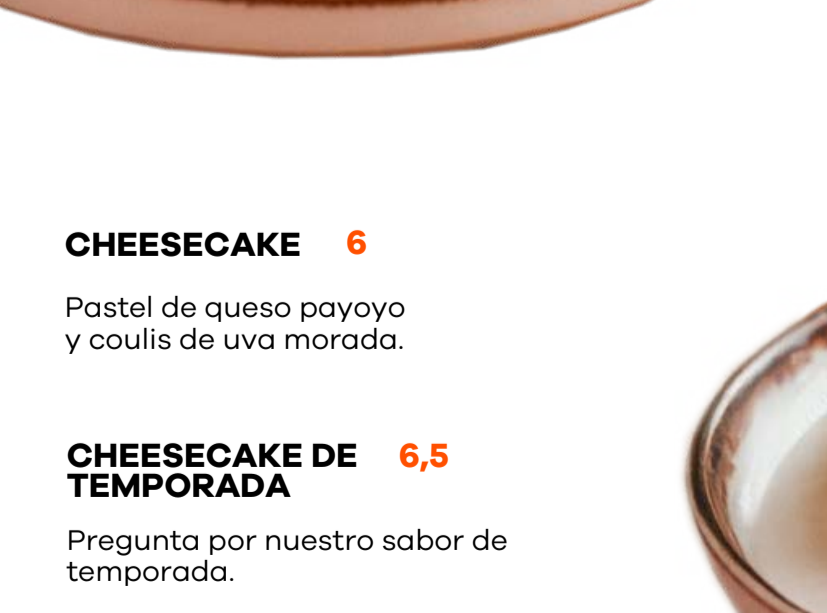 CHEESECAKE 6
Pastel de queso payoyo
y coulis de uva morada.
CHEESECAKE DE 6,5
TEMPORADA
Pregunta por nuestro sabor de
temporada.